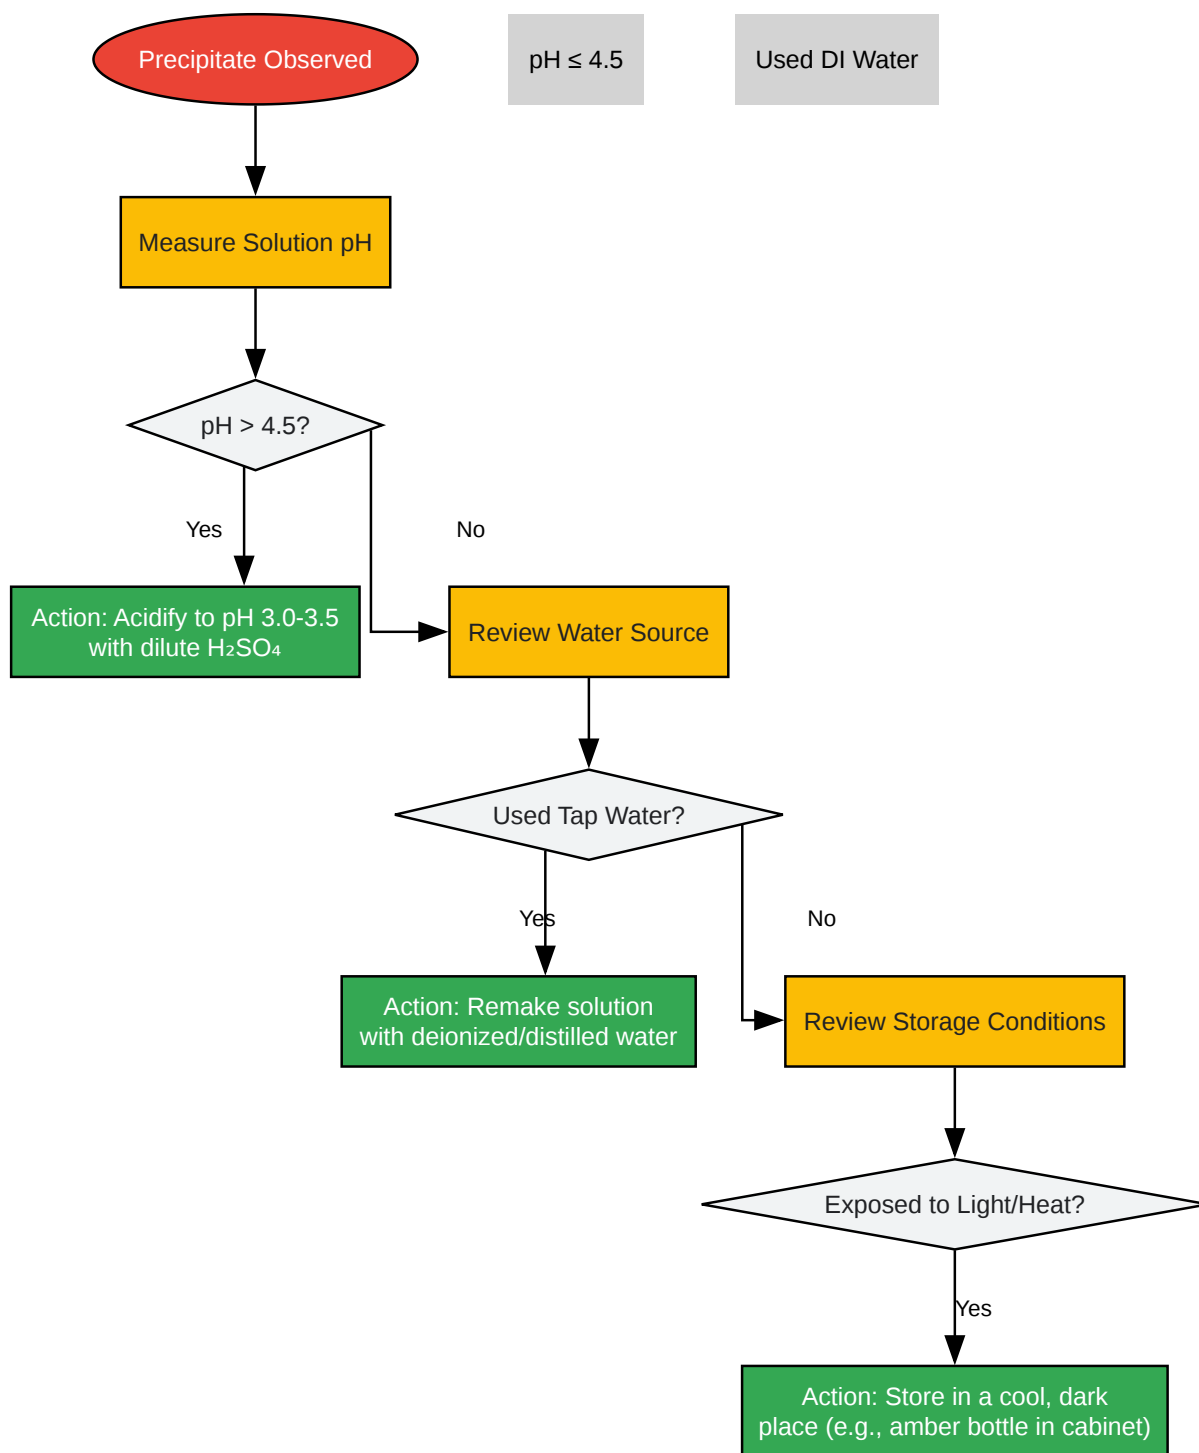 Precipitate Observed
pH ≤ 4.5
Used DI Water
Measure Solution pH
pH > 4.5?
Yes
No
Action: Acidify to pH 3.0-3.5
with dilute H₂SO₄
Review Water Source
Used Tap Water?
Yes
No
Action: Remake solution
with deionized/distilled water
Review Storage Conditions
Exposed to Light/Heat?
Yes
Action: Store in a cool, dark
place (e.g., amber bottle in cabinet)